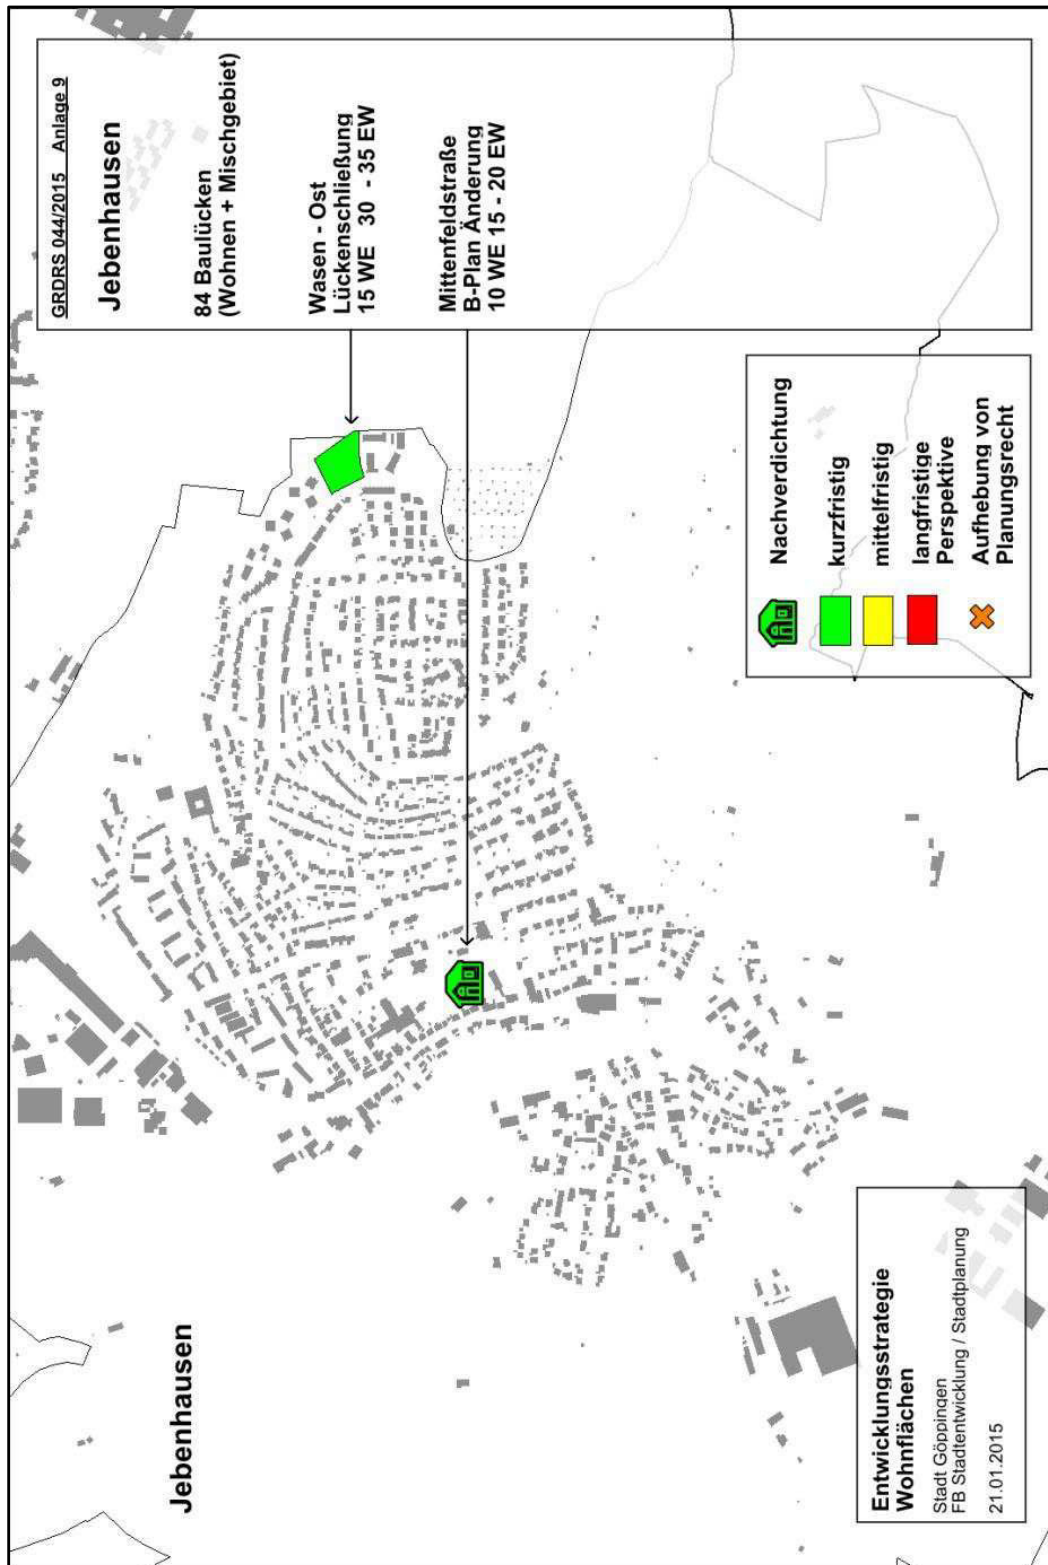 GRDRS 044/2015 Anlage 9
Jebenhausen
84 Baulücken
(Wohnen + Mischgebiet)
Wasen - Ost
Lückenschließung
15 WE 30 - 35 EW
Mittenfeldstraße
B-Plan Änderung
10 WE 15 - 20 EW
Nachverdichtung
kurzfristig
mittelfristig
langfristige
Perspektive
Aufhebung von
Planungsrecht
Jebenhausen
Entwicklungsstrategie
Wohnflächen
Stadt Göppingen
FB Stadtentwicklung / Stadtplanung
21.01.2015